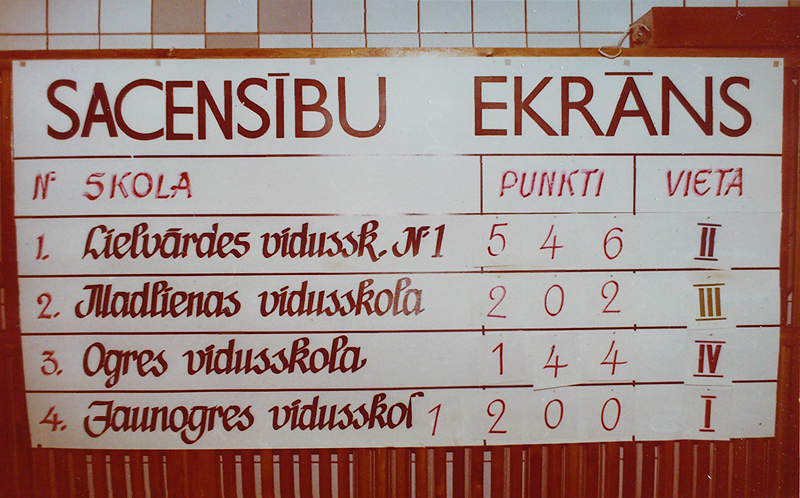 SACENSĪBU EKRĀNS
№ SKOLA PUNKTI VIETA
1. Lielvārdes vidussk. №1 5 4 6 II
2. Madlienas vidusskola 2 0 2 III
3. Ogres vidusskola 1 4 4 IV
4. Jaunogres vidusskol 1 2 0 0 I